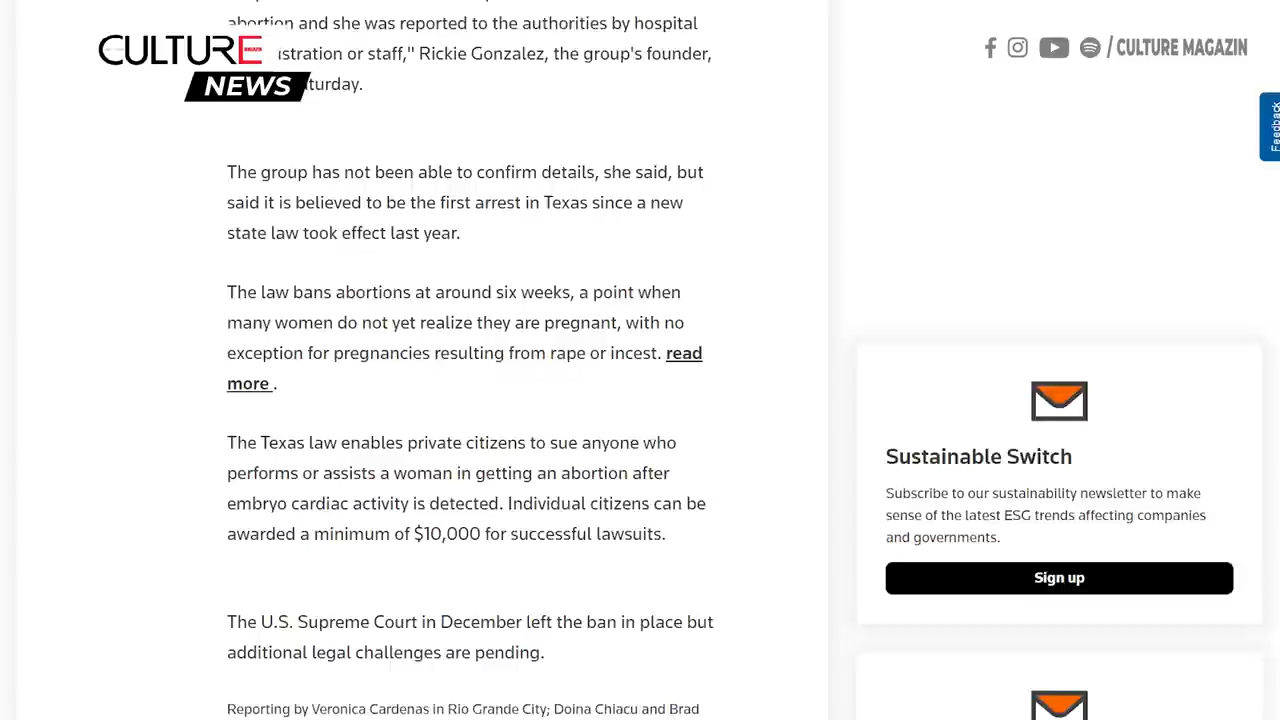 abortion and she was reported to the authorities by hospital
istration or staff," Rickie Gonzalez, the group's founder,
turday.
CULTURE
NEWS
/ CULTURE MAGAZIN
Feedback
The group has not been able to confirm details, she said, but
said it is believed to be the first arrest in Texas since a new
state law took effect last year.
The law bans abortions at around six weeks, a point when
many women do not yet realize they are pregnant, with no
exception for pregnancies resulting from rape or incest. read
more .
The Texas law enables private citizens to sue anyone who
performs or assists a woman in getting an abortion after
embryo cardiac activity is detected. Individual citizens can be
awarded a minimum of $10,000 for successful lawsuits.
The U.S. Supreme Court in December left the ban in place but
additional legal challenges are pending.
Reporting by Veronica Cardenas in Rio Grande City; Doina Chiacu and Brad
Sustainable Switch
Subscribe to our sustainability newsletter to make
sense of the latest ESG trends affecting companies
and governments.
Sign up